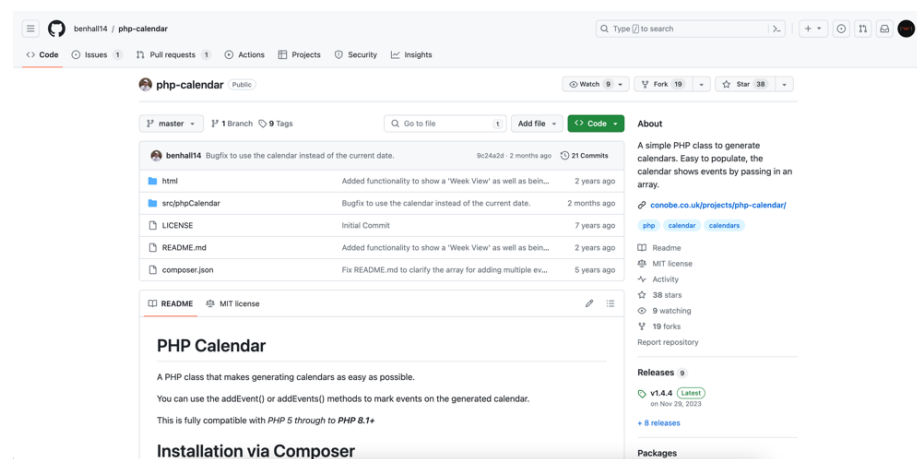 benhall14 / php-calendar
Type / to search
Code Issues 1 Pull requests 1 Actions Projects Security Insights
php-calendar Public
Watch 9 Fork 19 Star 38
master 1 Branch 9 Tags Go to file t Add file Code
benhall14 Bugfix to use the calendar instead of the current date. 9c24a2d · 2 months ago 21 Commits
html Added functionality to show a 'Week View' as well as bein... 2 years ago
src/phpCalendar Bugfix to use the calendar instead of the current date. 2 months ago
LICENSE Initial Commit 7 years ago
README.md Added functionality to show a 'Week View' as well as bein... 2 years ago
composer.json Fix README.md to clarify the array for adding multiple ev... 5 years ago
README MIT license
PHP Calendar
A PHP class that makes generating calendars as easy as possible.
You can use the addEvent() or addEvents() methods to mark events on the generated calendar.
This is fully compatible with PHP 5 through to PHP 8.1+
Installation via Composer
About
A simple PHP class to generate
calendars. Easy to populate, the
calendar shows events by passing in an
array.
conobe.co.uk/projects/php-calendar/
php calendar calendars
Readme
MIT license
Activity
38 stars
9 watching
19 forks
Report repository
Releases 9
v1.4.4 Latest
on Nov 29, 2023
+ 8 releases
Packages